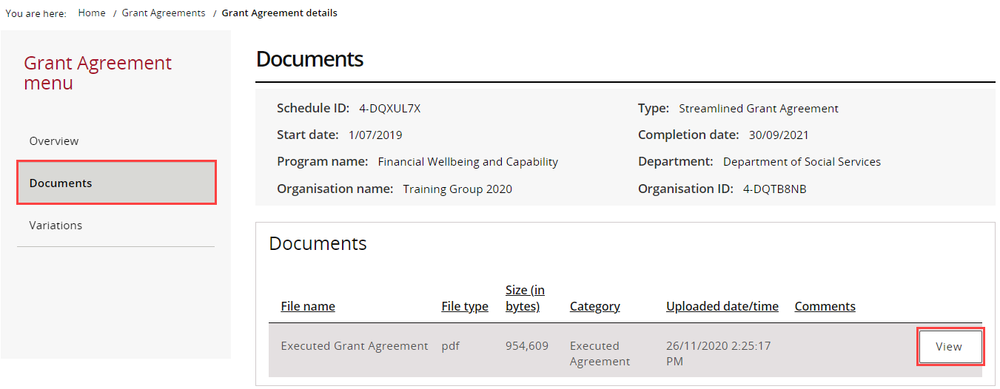 You are here: Home / Grant Agreements / Grant Agreement details
Grant Agreement
menu
Overview
Documents
Variations
Documents
Schedule ID: 4-DQXUL7X Type: Streamlined Grant Agreement
Start date: 1/07/2019 Completion date: 30/09/2021
Program name: Financial Wellbeing and Capability Department: Department of Social Services
Organisation name: Training Group 2020 Organisation ID: 4-DQTB8NB
Documents
Size (in
File name File type bytes) Category Uploaded date/time Comments
Executed Grant Agreement pdf 954,609 Executed 26/11/2020 2:25:17 View
Agreement PM